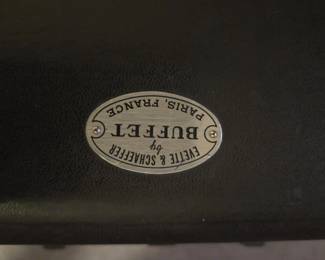 EVETTE & SCHAEFFER
by
BUFFET
PARIS, FRANCE